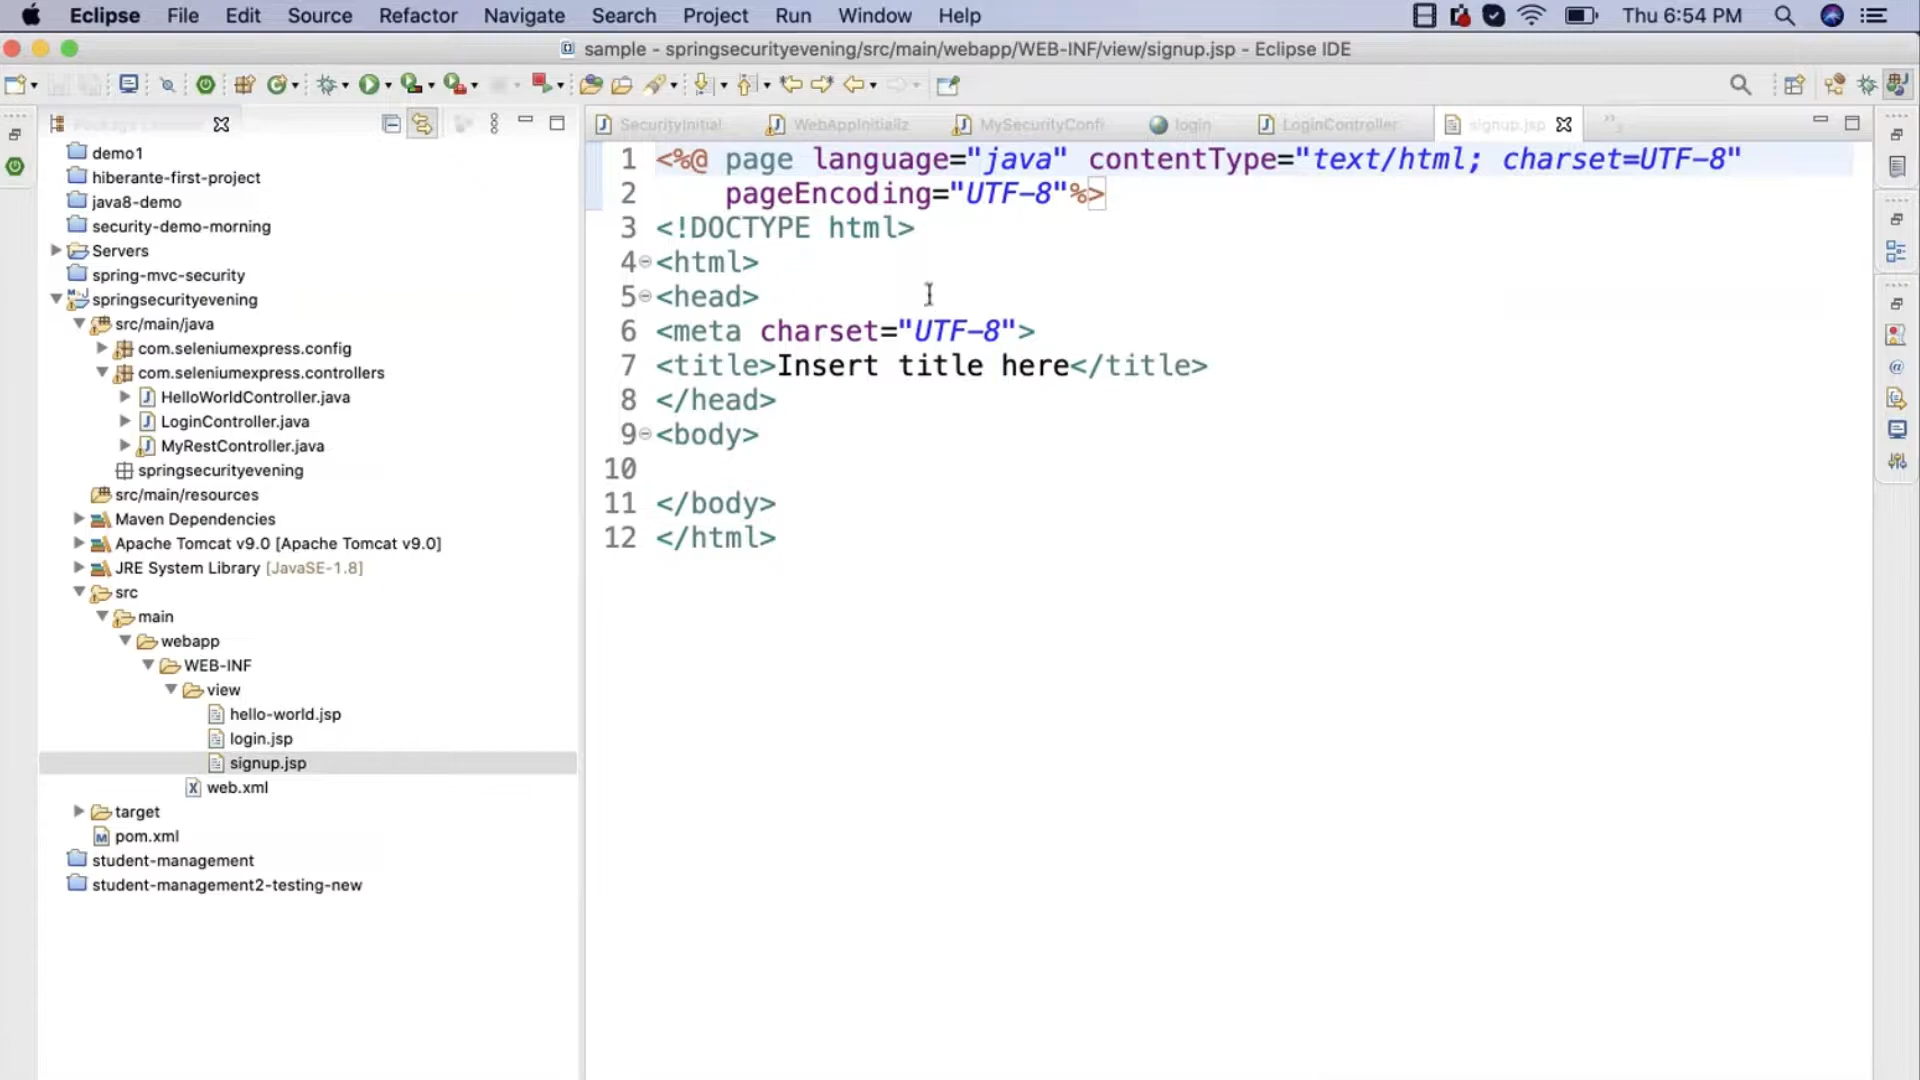 Eclipse File Edit Source Refactor Navigate Search Project Run Window Help Thu 6:54 PM
sample - springsecurityevening/src/main/webapp/WEB-INF/view/signup.jsp - Eclipse IDE
SecurityInitial WebAppInitializ MySecurityConfi login LoginController signup.jsp
demo1
hiberante-first-project
java8-demo
security-demo-morning
Servers
spring-mvc-security
springsecurityevening
src/main/java
com.seleniumexpress.config
com.seleniumexpress.controllers
HelloWorldController.java
LoginController.java
MyRestController.java
springsecurityevening
src/main/resources
Maven Dependencies
Apache Tomcat v9.0 [Apache Tomcat v9.0]
JRE System Library [JavaSE-1.8]
src
main
webapp
WEB-INF
view
hello-world.jsp
login.jsp
signup.jsp
web.xml
target
pom.xml
student-management
student-management2-testing-new
1 <%@ page language="java" contentType="text/html; charset=UTF-8"
2 pageEncoding="UTF-8"%>
3 <!DOCTYPE html>
4 <html>
5 <head>
6 <meta charset="UTF-8">
7 <title>Insert title here</title>
8 </head>
9 <body>
10
11 </body>
12 </html>